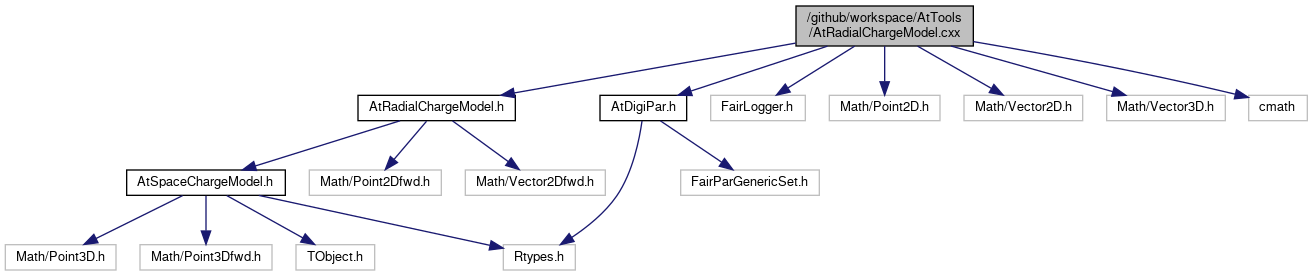 /github/workspace/AtTools
/AtRadialChargeModel.cxx
AtRadialChargeModel.h
AtDigiPar.h
FairLogger.h
Math/Point2D.h
Math/Vector2D.h
Math/Vector3D.h
cmath
AtSpaceChargeModel.h
Math/Point2Dfwd.h
Math/Vector2Dfwd.h
FairParGenericSet.h
Math/Point3D.h
Math/Point3Dfwd.h
TObject.h
Rtypes.h